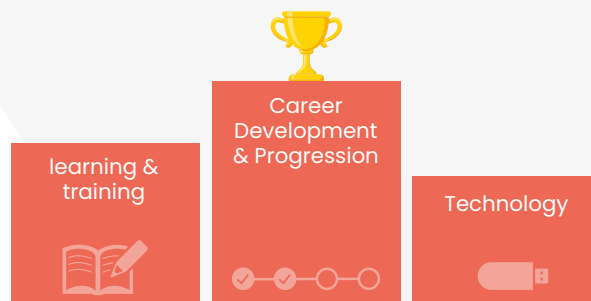 learning &
training
Career
Development
& Progression
Technology